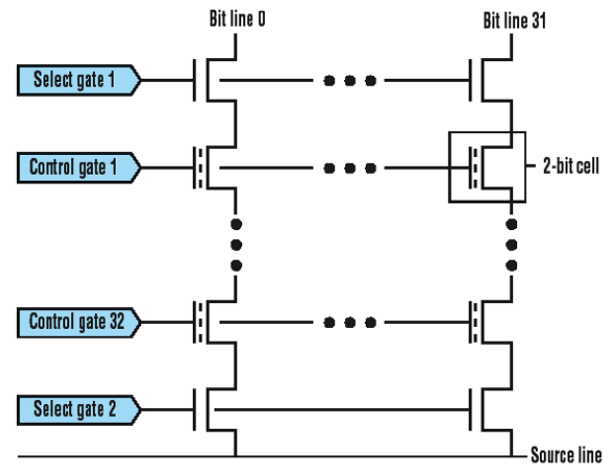 Bit line 0
Bit line 31
Select gate 1
Control gate 1
2-bit cell
Control gate 32
Select gate 2
Source line